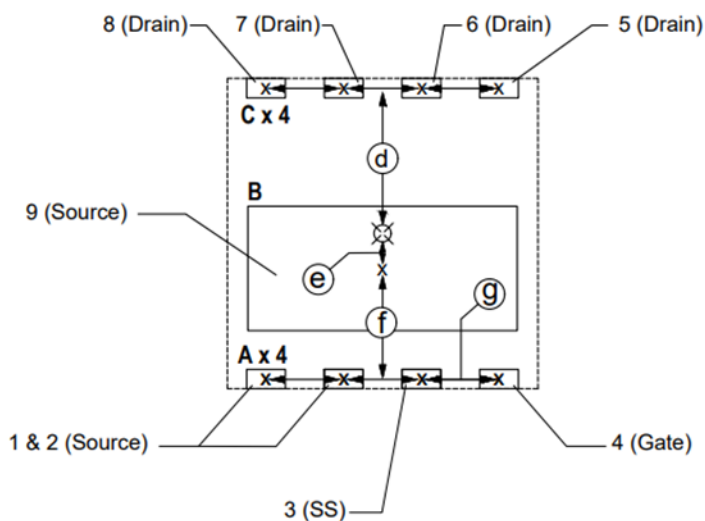 8 (Drain) 7 (Drain) 6 (Drain) 5 (Drain)
x x x x
C x 4
d
B
9 (Source)
e
x
g
f
A x 4
x x x x
1 & 2 (Source)
4 (Gate)
3 (SS)